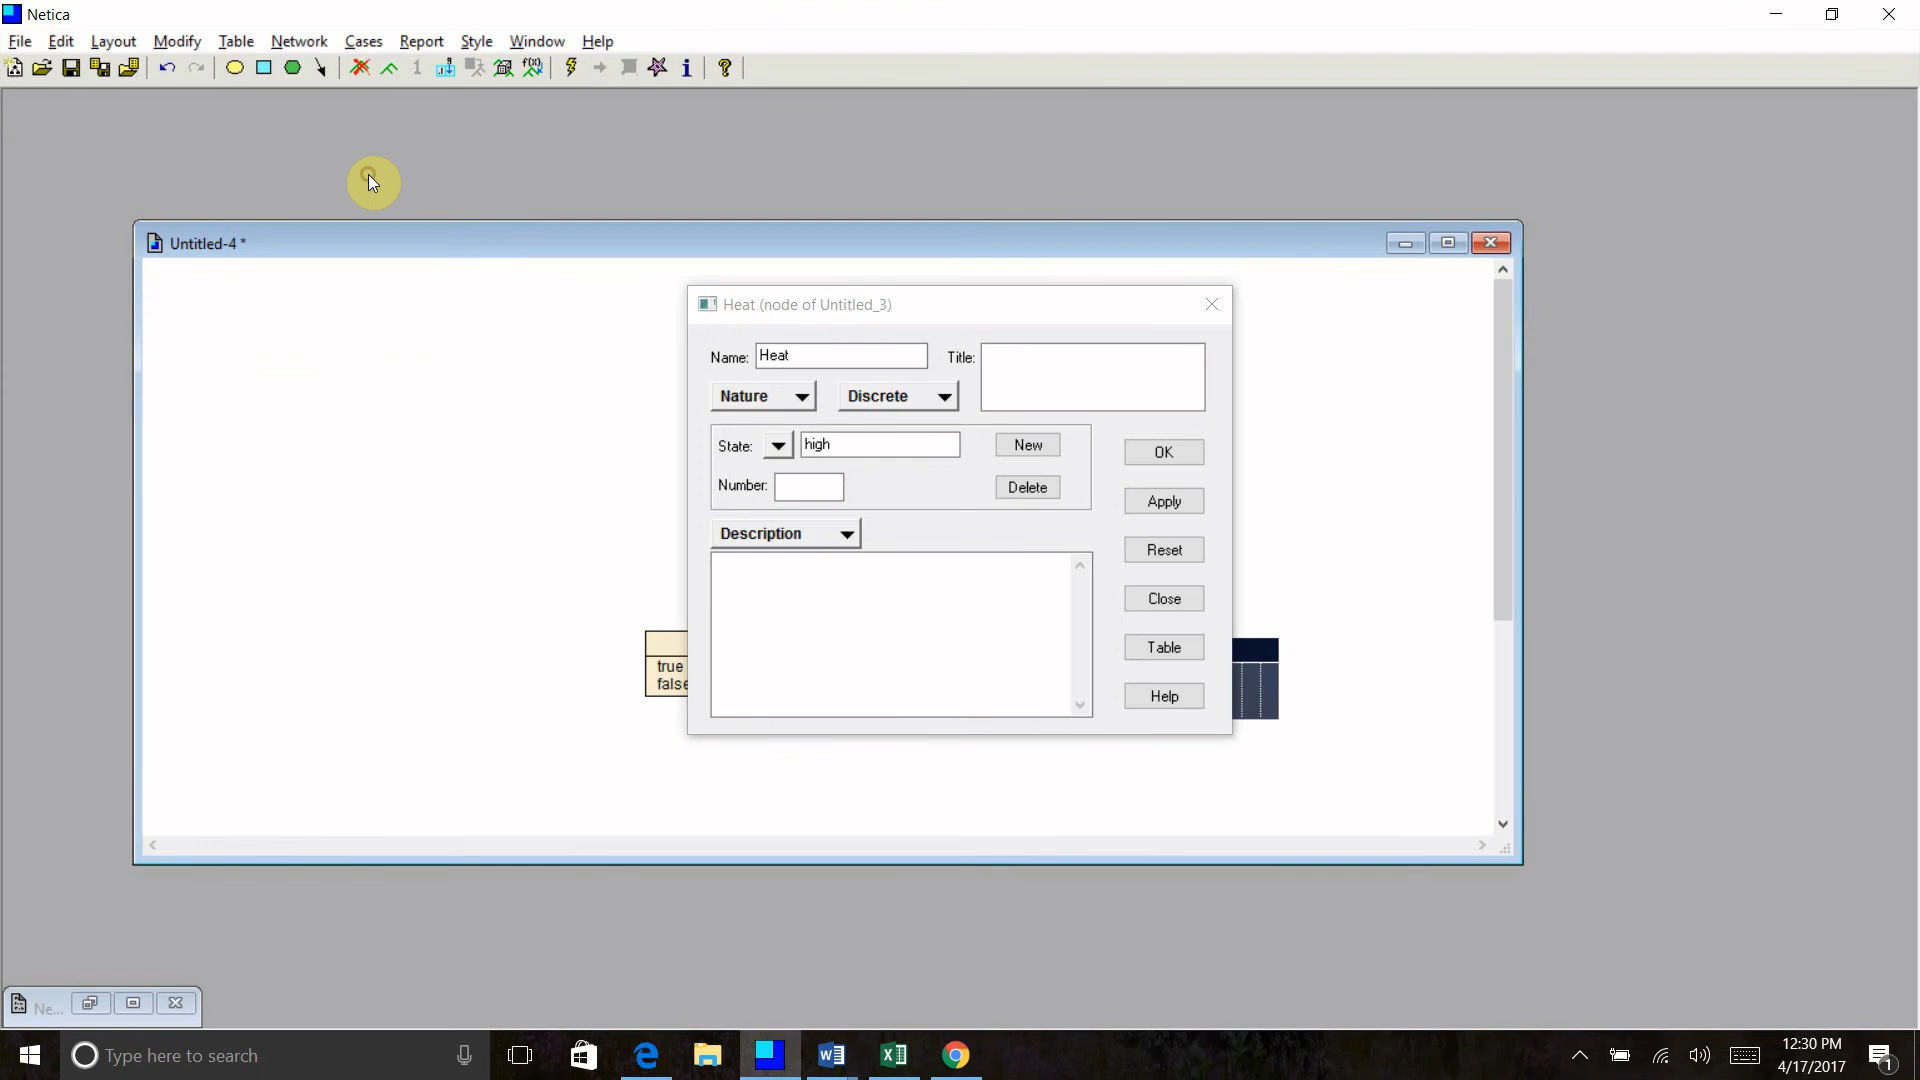 Netica
File Edit Layout Modify Table Network Cases Report Style Window Help
1 f(x) i ?
Untitled-4 *
Heat (node of Untitled_3)
Name: Heat Title:
Nature Discrete
State: high New
OK
Number: Delete
Apply
Description
Reset
Close
Table
true
false
Help
Ne...
Type here to search
12:30 PM
4/17/2017
1